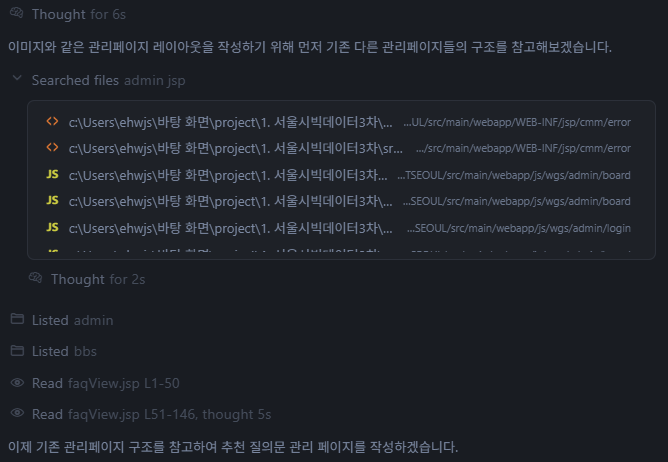 Thought for 6s
이미지와 같은 관리페이지 레이아웃을 작성하기 위해 먼저 기존 다른 관리페이지들의 구조를 참고해보겠습니다.
Searched files admin jsp
<> c:\Users\ehwjs\바탕 화면\project\1. 서울시빅데이터3차\... ...UL/src/main/webapp/WEB-INF/jsp/cmm/error
<> c:\Users\ehwjs\바탕 화면\project\1. 서울시빅데이터3차\sr... .../src/main/webapp/WEB-INF/jsp/cmm/error
JS c:\Users\ehwjs\바탕 화면\project\1. 서울시빅데이터3차\... ...TSEOUL/src/main/webapp/js/wgs/admin/board
JS c:\Users\ehwjs\바탕 화면\project\1. 서울시빅데이터3차\... ...SEOUL/src/main/webapp/js/wgs/admin/board
JS c:\Users\ehwjs\바탕 화면\project\1. 서울시빅데이터3차\... ...SEOUL/src/main/webapp/js/wgs/admin/login
JS
Thought for 2s
Listed admin
Listed bbs
Read faqView.jsp L1-50
Read faqView.jsp L51-146, thought 5s
이제 기존 관리페이지 구조를 참고하여 추천 질의문 관리 페이지를 작성하겠습니다.